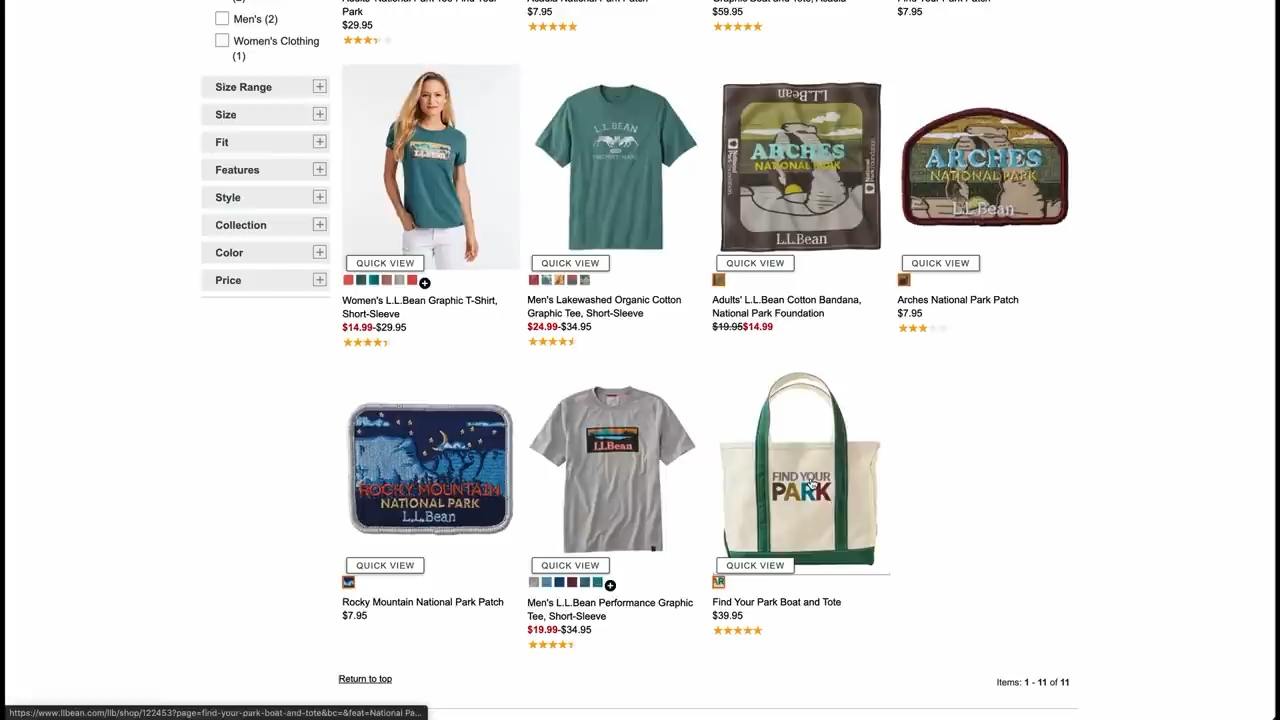 Men's (2)
Women's Clothing
(1)
Size Range
Size
Fit
Features
Style
Collection
Color
Price
Park
$29.95
$7.95
$59.95
$7.95
L.L.Bean
L.L.BEAN
L.L.Bean
ARCHES
NATIONAL PARK
L.L.Bean
ARCHES
NATIONAL PARK
L.L.Bean
QUICK VIEW
QUICK VIEW
QUICK VIEW
QUICK VIEW
Women's L.L.Bean Graphic T-Shirt,
Short-Sleeve
$14.99-$29.95
Men's Lakewashed Organic Cotton
Graphic Tee, Short-Sleeve
$24.99-$34.95
Adults' L.L.Bean Cotton Bandana,
National Park Foundation
$19.95$14.99
Arches National Park Patch
$7.95
ROCKY MOUNTAIN
NATIONAL PARK
L.L.Bean
L.L.Bean
FIND YOUR
PARK
QUICK VIEW
QUICK VIEW
QUICK VIEW
Rocky Mountain National Park Patch
$7.95
Men's L.L.Bean Performance Graphic
Tee, Short-Sleeve
$19.99-$34.95
Find Your Park Boat and Tote
$39.95
Return to top
Items: 1 - 11 of 11
https://www.llbean.com/llb/shop/122453?page=find-your-park-boat-and-tote&bc=&feat=National Pa...